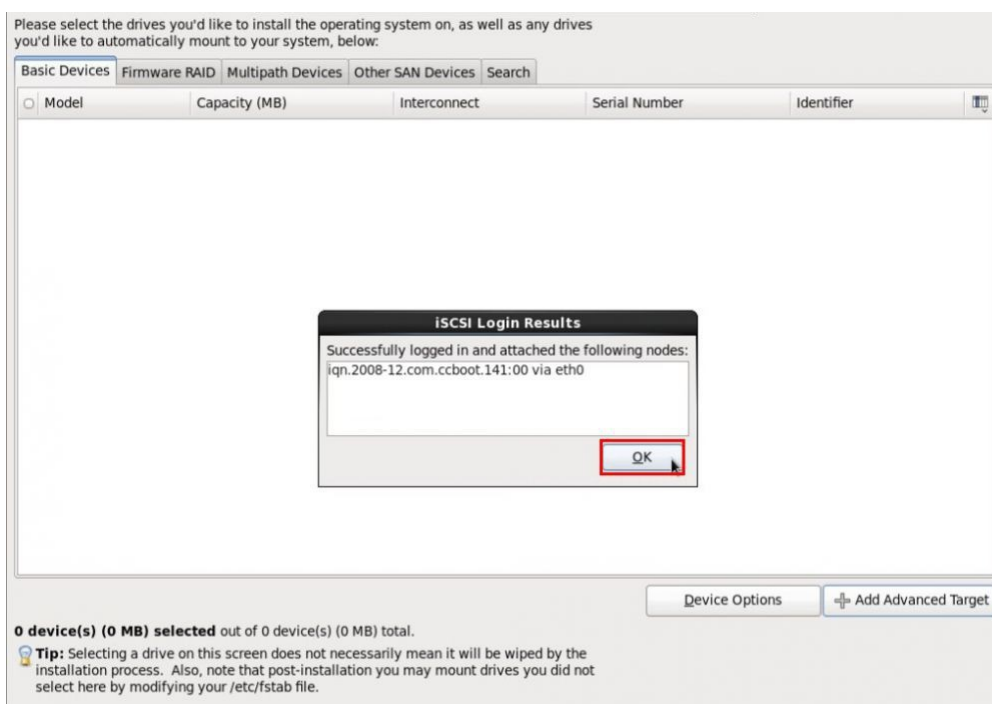 Please select the drives you'd like to install the operating system on, as well as any drives
you'd like to automatically mount to your system, below:
Basic Devices Firmware RAID Multipath Devices Other SAN Devices Search
Model Capacity (MB) Interconnect Serial Number Identifier
iSCSI Login Results
Successfully logged in and attached the following nodes:
iqn.2008-12.com.ccboot.141:00 via eth0
OK
Device Options Add Advanced Target
0 device(s) (0 MB) selected out of 0 device(s) (0 MB) total.
Tip: Selecting a drive on this screen does not necessarily mean it will be wiped by the
installation process. Also, note that post-installation you may mount drives you did not
select here by modifying your /etc/fstab file.